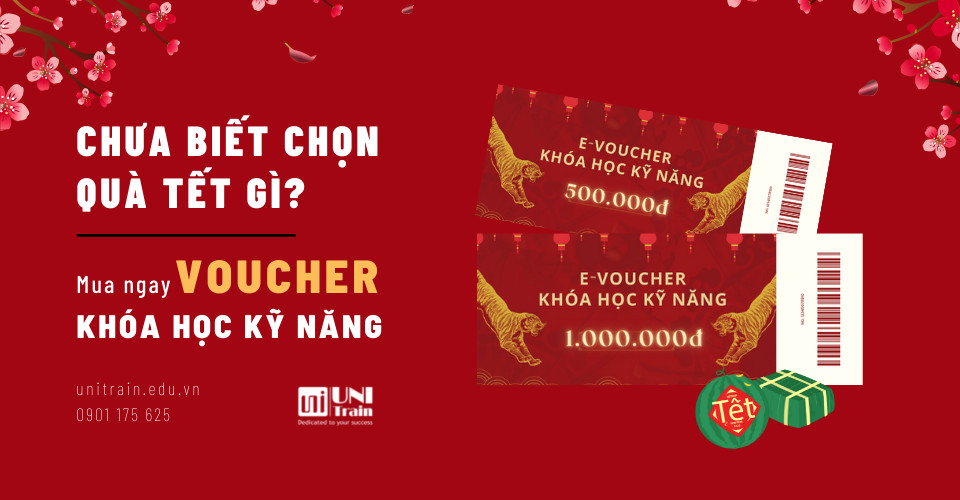 CHƯA BIẾT CHỌN
QUÀ TẾT GÌ?
Mua ngay VOUCHER
KHÓA HỌC KỸ NĂNG
unitrain.edu.vn
0901 175 625
UNI
Train
Dedicated to your success
E-VOUCHER
KHÓA HỌC KỸ NĂNG
500.000đ
E-VOUCHER
KHÓA HỌC KỸ NĂNG
1.000.000đ
Tết